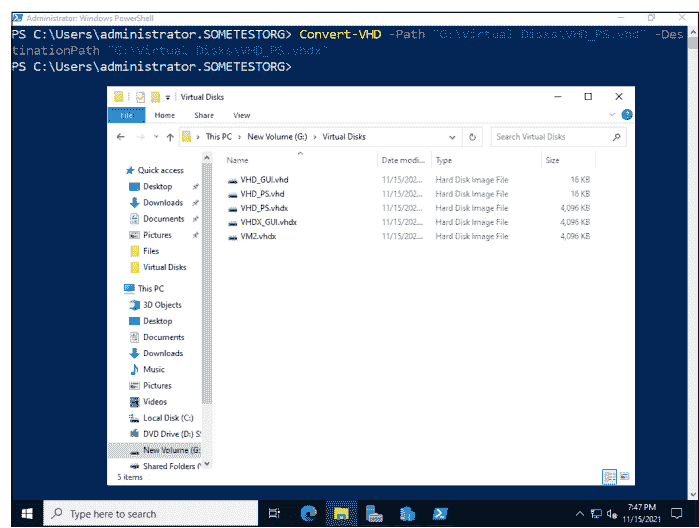 Administrator: Windows PowerShell
PS C:\Users\administrator.SOMETESTORG> Convert-VHD -Path "G:\Virtual Disks\VHD_PS.vhd" -Des
tinationPath "G:\Virtual Disks\VHD_PS.vhdx"
PS C:\Users\administrator.SOMETESTORG>
Virtual Disks
File Home Share View
This PC > New Volume (G:) > Virtual Disks
Search Virtual Disks
Name Date modi... Type Size
Quick access
Desktop
Downloads
Documents
Pictures
Files
Virtual Disks
This PC
3D Objects
Desktop
Documents
Downloads
Music
Pictures
Videos
Local Disk (C:)
DVD Drive (D:) S
New Volume (G:
Shared Folders (
VHD_GUI.vhd 11/15/202... Hard Disk Image File 16 KB
VHD_PS.vhd 11/15/202... Hard Disk Image File 16 KB
VHD_PS.vhdx 11/15/202... Hard Disk Image File 4,096 KB
VHDX_GUI.vhdx 11/15/202... Hard Disk Image File 4,096 KB
VM2.vhdx 11/15/202... Hard Disk Image File 4,096 KB
5 items
Type here to search
7:47 PM
11/15/2021